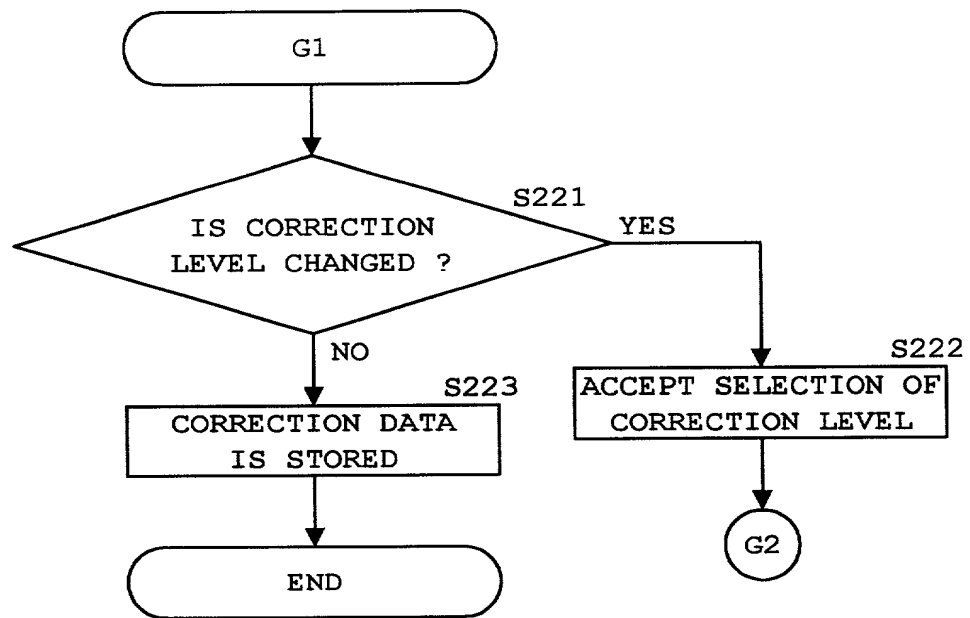 G1
S221
IS CORRECTION
LEVEL CHANGED ?
YES
NO
S222
ACCEPT SELECTION OF
CORRECTION LEVEL
S223
CORRECTION DATA
IS STORED
G2
END